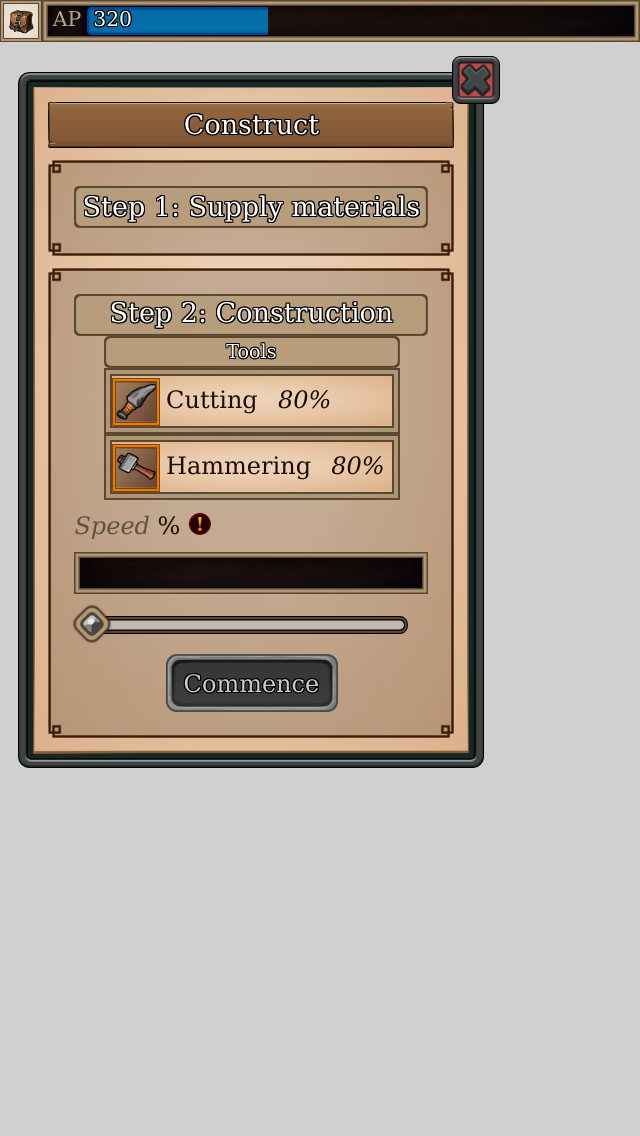 AP 320
Construct
Step 1: Supply materials
Step 2: Construction
Tools
Cutting 80%
Hammering 80%
Speed % !
Commence